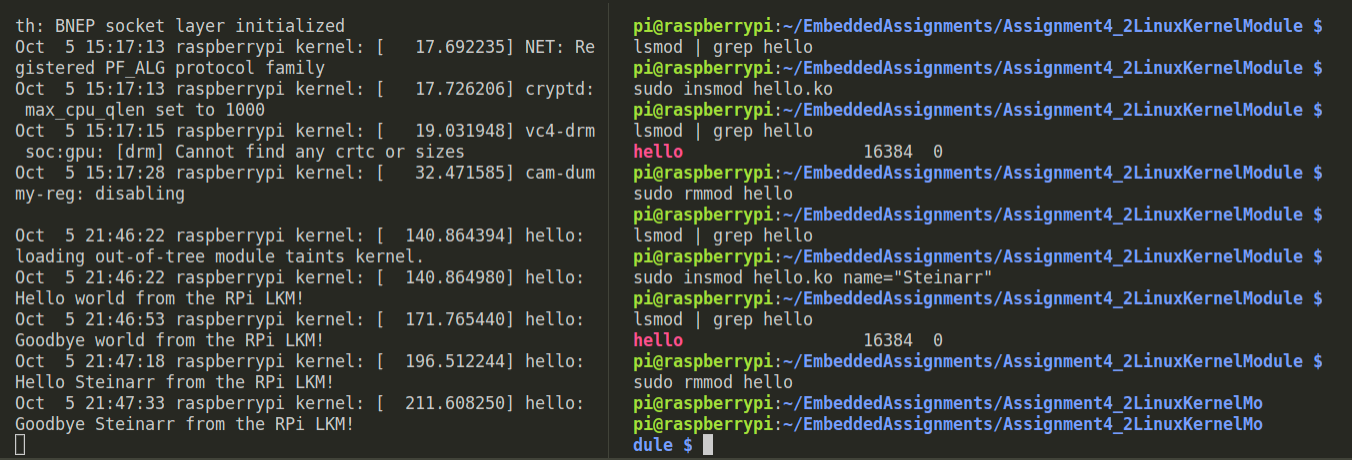 th: BNEP socket layer initialized
Oct  5 15:17:13 raspberrypi kernel: [   17.692235] NET: Re
gistered PF_ALG protocol family
Oct  5 15:17:13 raspberrypi kernel: [   17.726206] cryptd:
 max_cpu_qlen set to 1000
Oct  5 15:17:15 raspberrypi kernel: [   19.031948] vc4-drm
 soc:gpu: [drm] Cannot find any crtc or sizes
Oct  5 15:17:28 raspberrypi kernel: [   32.471585] cam-dum
my-reg: disabling

Oct  5 21:46:22 raspberrypi kernel: [  140.864394] hello:
loading out-of-tree module taints kernel.
Oct  5 21:46:22 raspberrypi kernel: [  140.864980] hello:
Hello world from the RPi LKM!
Oct  5 21:46:53 raspberrypi kernel: [  171.765440] hello:
Goodbye world from the RPi LKM!
Oct  5 21:47:18 raspberrypi kernel: [  196.512244] hello:
Hello Steinarr from the RPi LKM!
Oct  5 21:47:33 raspberrypi kernel: [  211.608250] hello:
Goodbye Steinarr from the RPi LKM!
pi@raspberrypi:~/EmbeddedAssignments/Assignment4_2LinuxKernelModule $
lsmod | grep hello
pi@raspberrypi:~/EmbeddedAssignments/Assignment4_2LinuxKernelModule $
sudo insmod hello.ko
pi@raspberrypi:~/EmbeddedAssignments/Assignment4_2LinuxKernelModule $
lsmod | grep hello
hello                  16384  0
pi@raspberrypi:~/EmbeddedAssignments/Assignment4_2LinuxKernelModule $
sudo rmmod hello
pi@raspberrypi:~/EmbeddedAssignments/Assignment4_2LinuxKernelModule $
lsmod | grep hello
pi@raspberrypi:~/EmbeddedAssignments/Assignment4_2LinuxKernelModule $
sudo insmod hello.ko name="Steinarr"
pi@raspberrypi:~/EmbeddedAssignments/Assignment4_2LinuxKernelModule $
lsmod | grep hello
hello                  16384  0
pi@raspberrypi:~/EmbeddedAssignments/Assignment4_2LinuxKernelModule $
sudo rmmod hello
pi@raspberrypi:~/EmbeddedAssignments/Assignment4_2LinuxKernelMo
pi@raspberrypi:~/EmbeddedAssignments/Assignment4_2LinuxKernelMo
dule $